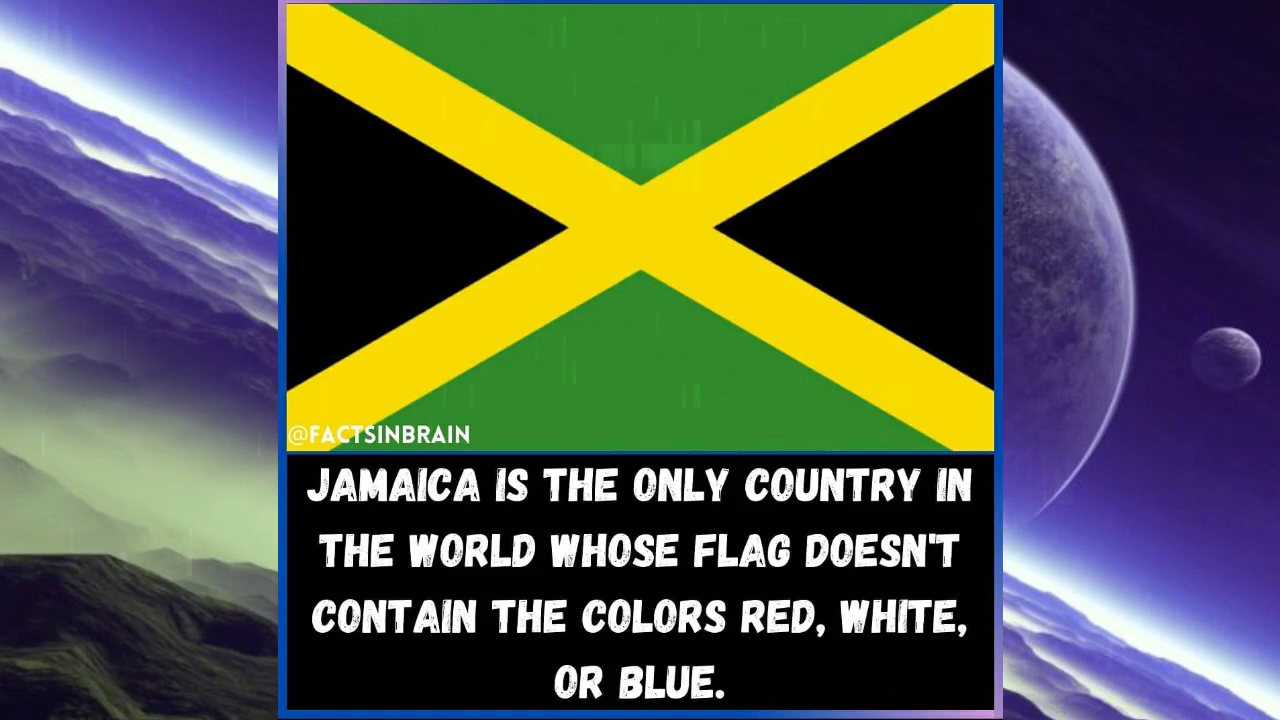 @FACTSINBRAIN
JAMAICA IS THE ONLY COUNTRY IN
THE WORLD WHOSE FLAG DOESN'T
CONTAIN THE COLORS RED, WHITE,
OR BLUE.